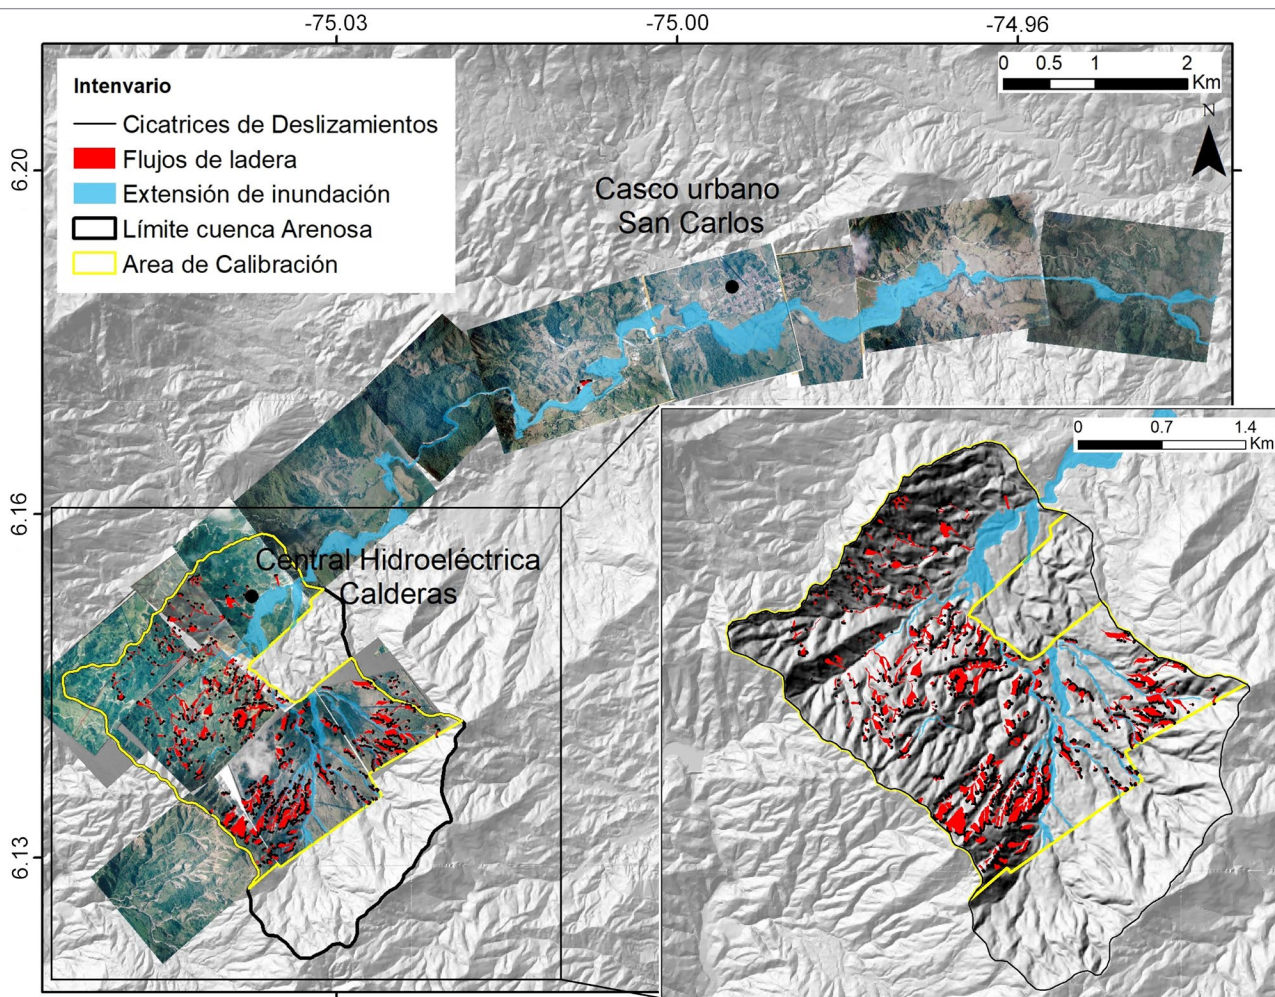 -75.03
-75.00
-74.96
Intenvario
Cicatrices de Deslizamientos
Flujos de ladera
Extensión de inundación
Límite cuenca Arenosa
Area de Calibración
0 0.5 1 2
Km
N
6.20
6.16
6.13
Casco urbano
San Carlos
Central Hidroeléctrica
Calderas
0 0.7 1.4
Km